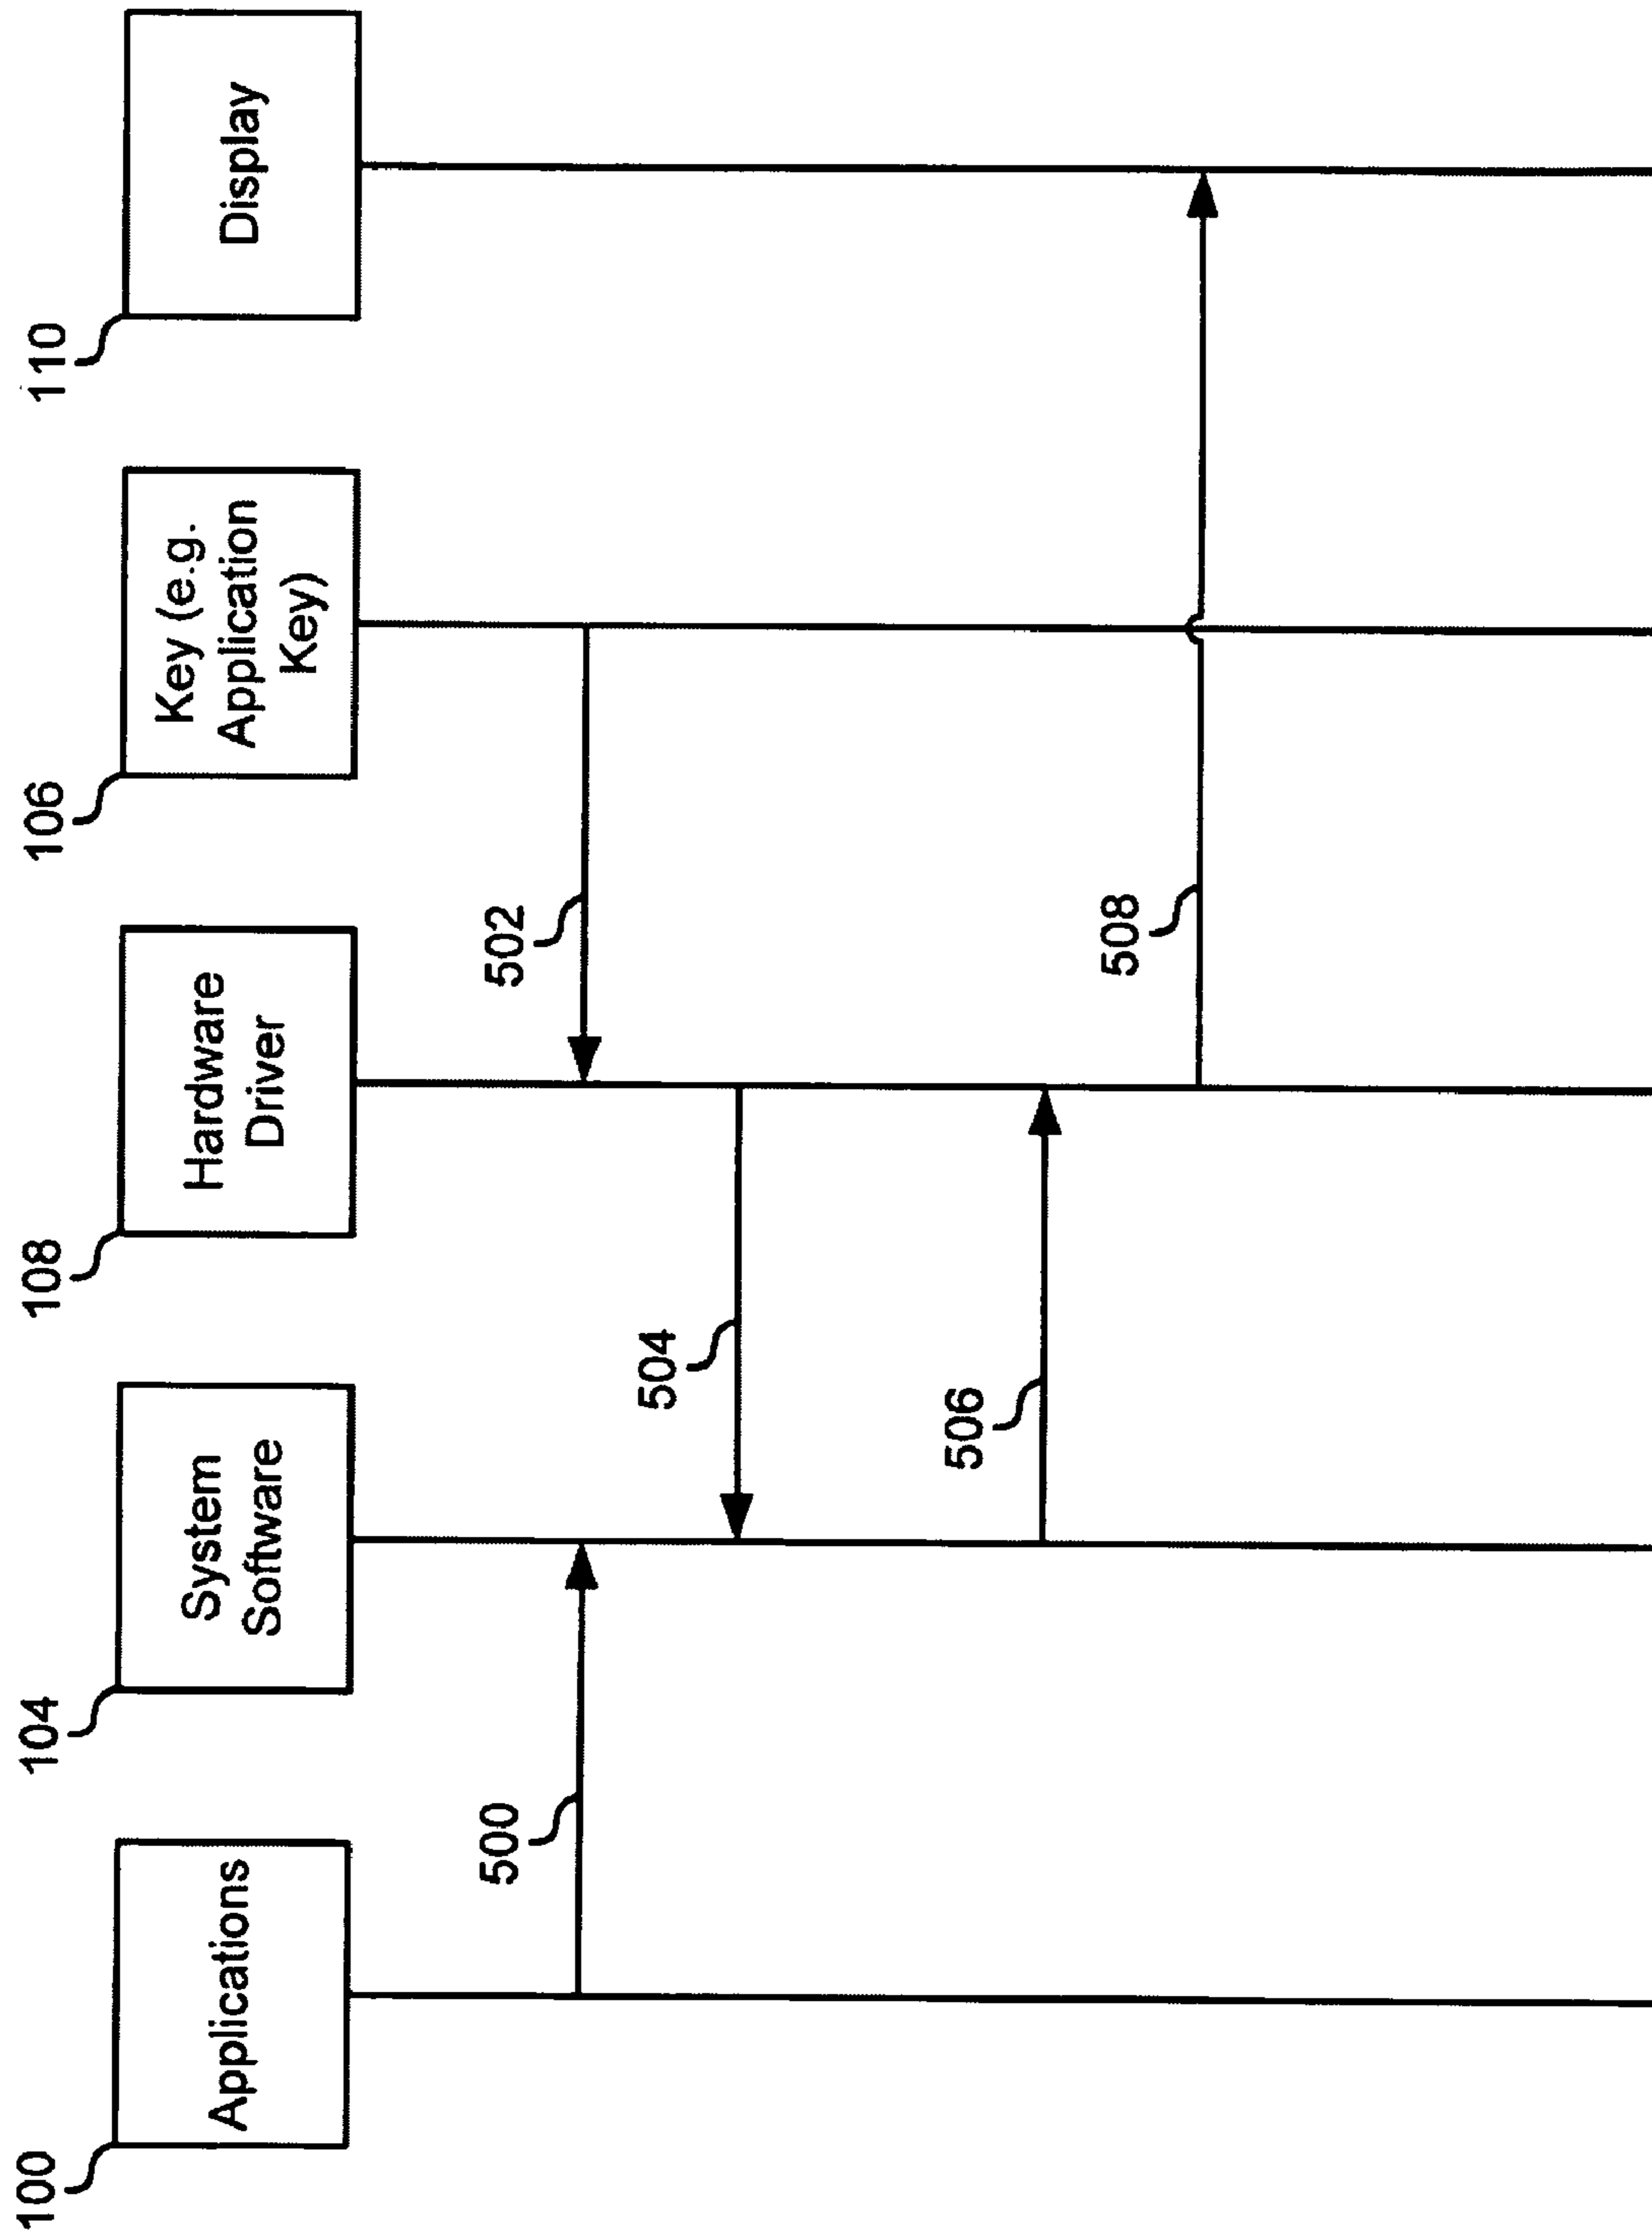 100
Applications
104
System
Software
108
Hardware
Driver
106
Key (e.g.
Application
Key)
110
Display
500
502
504
506
508